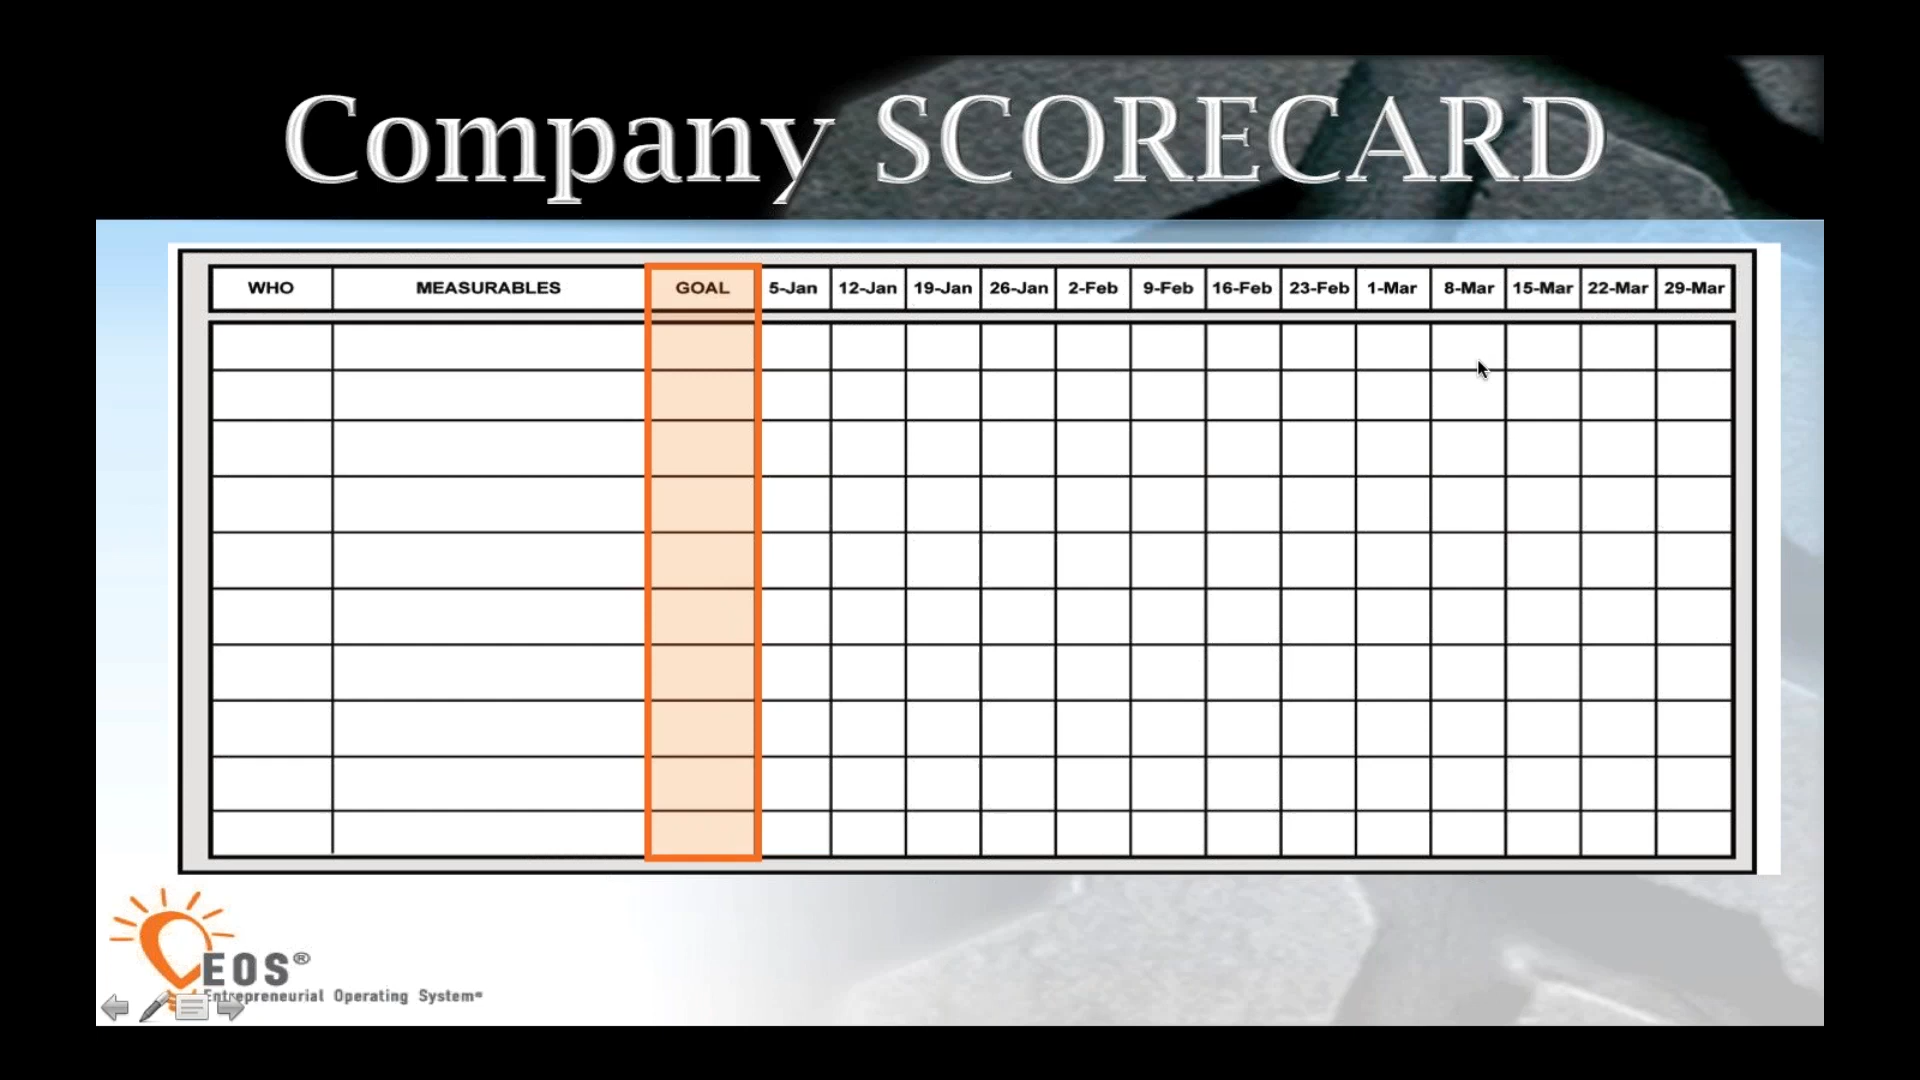 Company SCORECARD
WHO MEASURABLES GOAL 5-Jan 12-Jan 19-Jan 26-Jan 2-Feb 9-Feb 16-Feb 23-Feb 1-Mar 8-Mar 15-Mar 22-Mar 29-Mar
EOS®
Entrepreneurial Operating System